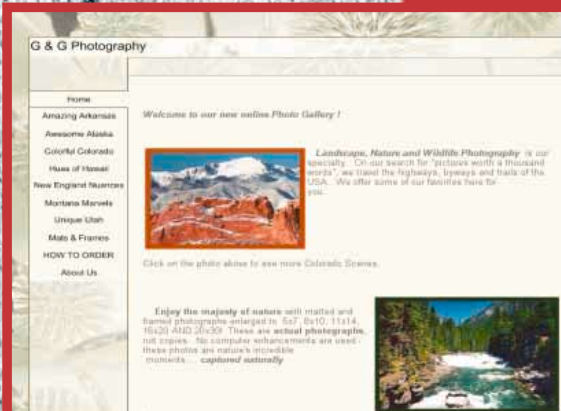 G & G Photography
Home
Amazing Arkansas
Awesome Alaska
Colorful Colorado
Hues of Hawaii
New England Nuances
Montana Marvels
Unique Utah
Mats & Frames
HOW TO ORDER
About Us
Welcome to our new online Photo Gallery !
Landscape, Nature and Wildlife Photography is our
specialty. On our search for "pictures worth a thousand
words", we travel the highways, byways and trails of the
USA. We offer some of our favorites here for
you.
Click on the photo above to see more Colorado Scenes.
Enjoy the majesty of nature with matted and
framed photographs enlarged to 5x7, 8x10, 11x14,
16x20 AND 20x30! These are actual photographs,
not copies. No computer enhancements are used -
these photos are nature's incredible
moments ... captured naturally